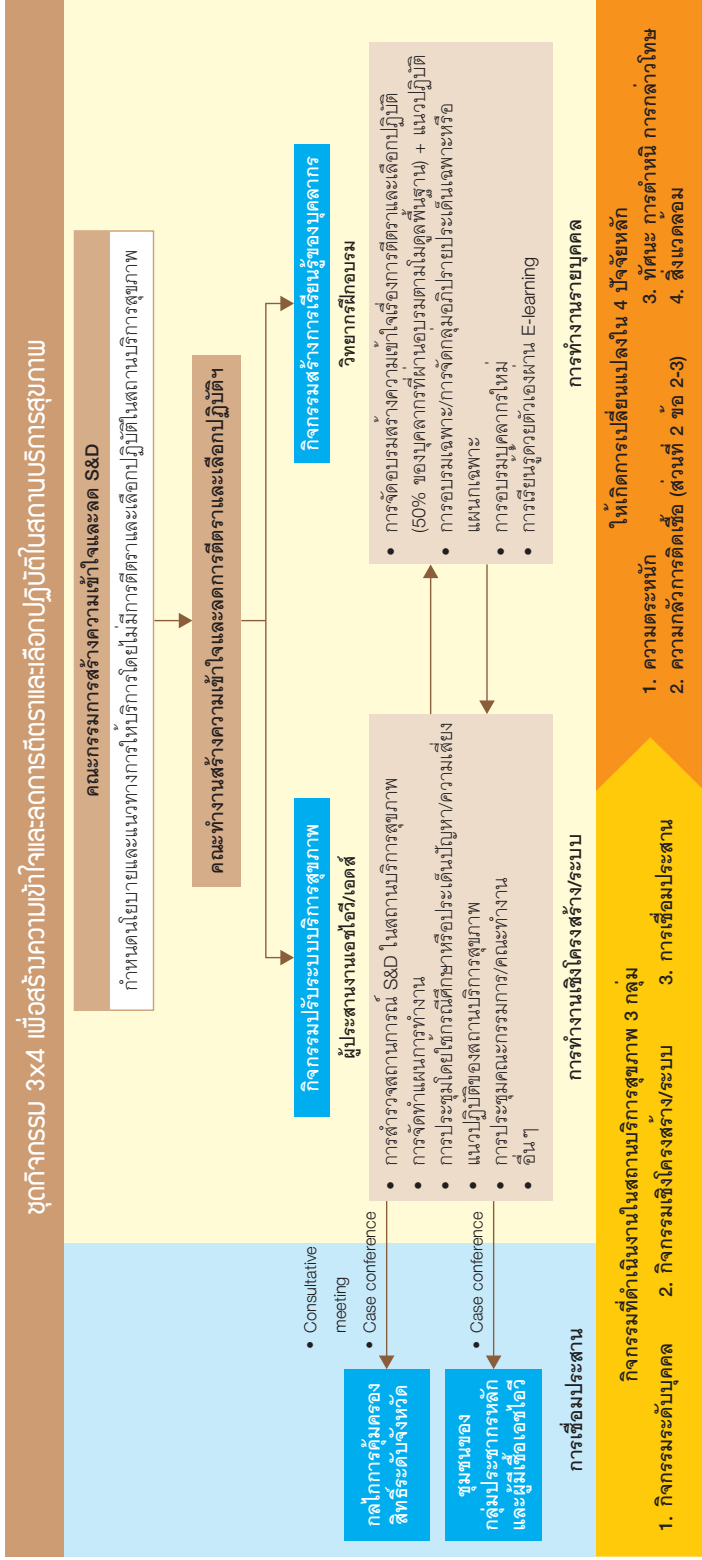 ชุดกิจกรรม 3x4 เพื่อสร้างความเข้าใจและลดการตีตราและเลือกปฏิบัติในสถานบริการสุขภาพ
คณะกรรมการสร้างความเข้าใจและลด S&D
กำหนดนโยบายและแนวทางการให้บริการโดยไม่มีการตีตราและเลือกปฏิบัติในสถานบริการสุขภาพ
คณะทำงานสร้างความเข้าใจและลดการตีตราและเลือกปฏิบัติฯ
กิจกรรมปรับระบบบริการสุขภาพ
ผู้ประสานงานเอชไอวี/เอดส์
• การสำรวจสถานการณ์ S&D ในสถานบริการสุขภาพ
• การจัดทำแผนการทำงาน
• การประชุมโดยใช้กรณีศึกษาหรือประเด็นปัญหา/ความเสี่ยง
• แนวปฏิบัติของสถานบริการสุขภาพ
• การประชุมคณะกรรมการ/คณะทำงาน
• อื่นๆ
การทำงานเชิงโครงสร้าง/ระบบ
กิจกรรมสร้างการเรียนรู้ของบุคลากร
วิทยากรฝึกอบรม
• การจัดอบรมสร้างความเข้าใจเรื่องการตีตราและเลือกปฏิบัติ
(50% ของบุคลากรที่ผ่านอบรมตามโมดูลพื้นฐาน) + แนวปฏิบัติ
• การอบรมเฉพาะ/การจัดกลุ่มอภิปรายประเด็นเฉพาะหรือ
แผนกเฉพาะ
• การอบรมบุคลากรใหม่
• การเรียนรู้ด้วยตัวเองผ่าน E-learning
การทำงานรายบุคคล
• Consultative
meeting
• Case conference
• Case conference
กลไกการคุ้มครอง
สิทธิ์ระดับจังหวัด
ชุมชนของ
กลุ่มประชากรหลัก
และผู้มีเชื้อเอชไอวี
การเชื่อมประสาน
กิจกรรมที่ดำเนินงานในสถานบริการสุขภาพ 3 กลุ่ม
1. กิจกรรมระดับบุคคล 2. กิจกรรมเชิงโครงสร้าง/ระบบ 3. การเชื่อมประสาน
ให้เกิดการเปลี่ยนแปลงใน 4 ปัจจัยหลัก
1. ความตระหนัก 3. ทัศนะ การตำหนิ การกล่าวโทษ
2. ความกลัวการติดเชื้อ (ส่วนที่ 2 ข้อ 2-3) 4. สิ่งแวดล้อม